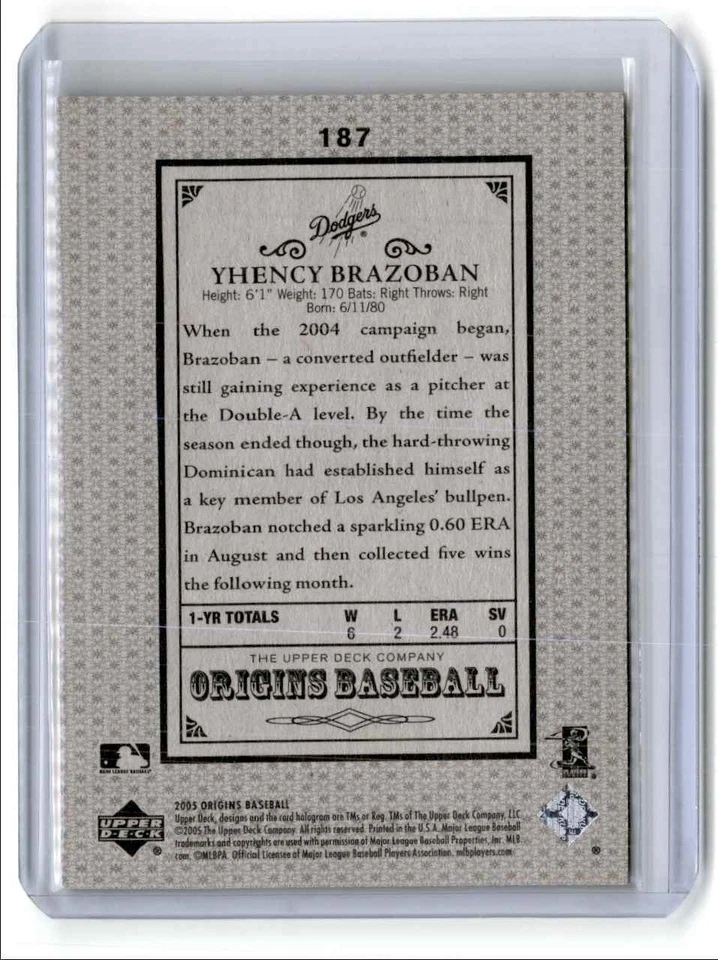 187
Dodgers
®
YHENCY BRAZOBAN
Height: 6'1" Weight: 170 Bats: Right Throws: Right
Born: 6/11/80
When the 2004 campaign began,
Brazoban – a converted outfielder – was
still gaining experience as a pitcher at
the Double-A level. By the time the
season ended though, the hard-throwing
Dominican had established himself as
a key member of Los Angeles' bullpen.
Brazoban notched a sparkling 0.60 ERA
in August and then collected five wins
the following month.
1-YR TOTALS W L ERA SV
6 2 2.48 0
THE UPPER DECK COMPANY
ORIGINS BASEBALL
MAJOR LEAGUE BASEBALL
UPPER
DECK
®
2005 ORIGINS BASEBALL
Upper Deck, designs and the card hologram are TMs or Reg. TMs of The Upper Deck Company, LLC
©2005 The Upper Deck Company. All rights reserved. Printed in the U.S.A. Major League Baseball
trademarks and copyrights are used with permission of Major League Baseball Properties, Inc. MLB.
com. ©MLBPA. Official Licensee of Major League Baseball Players Association. mlbplayers.com
®